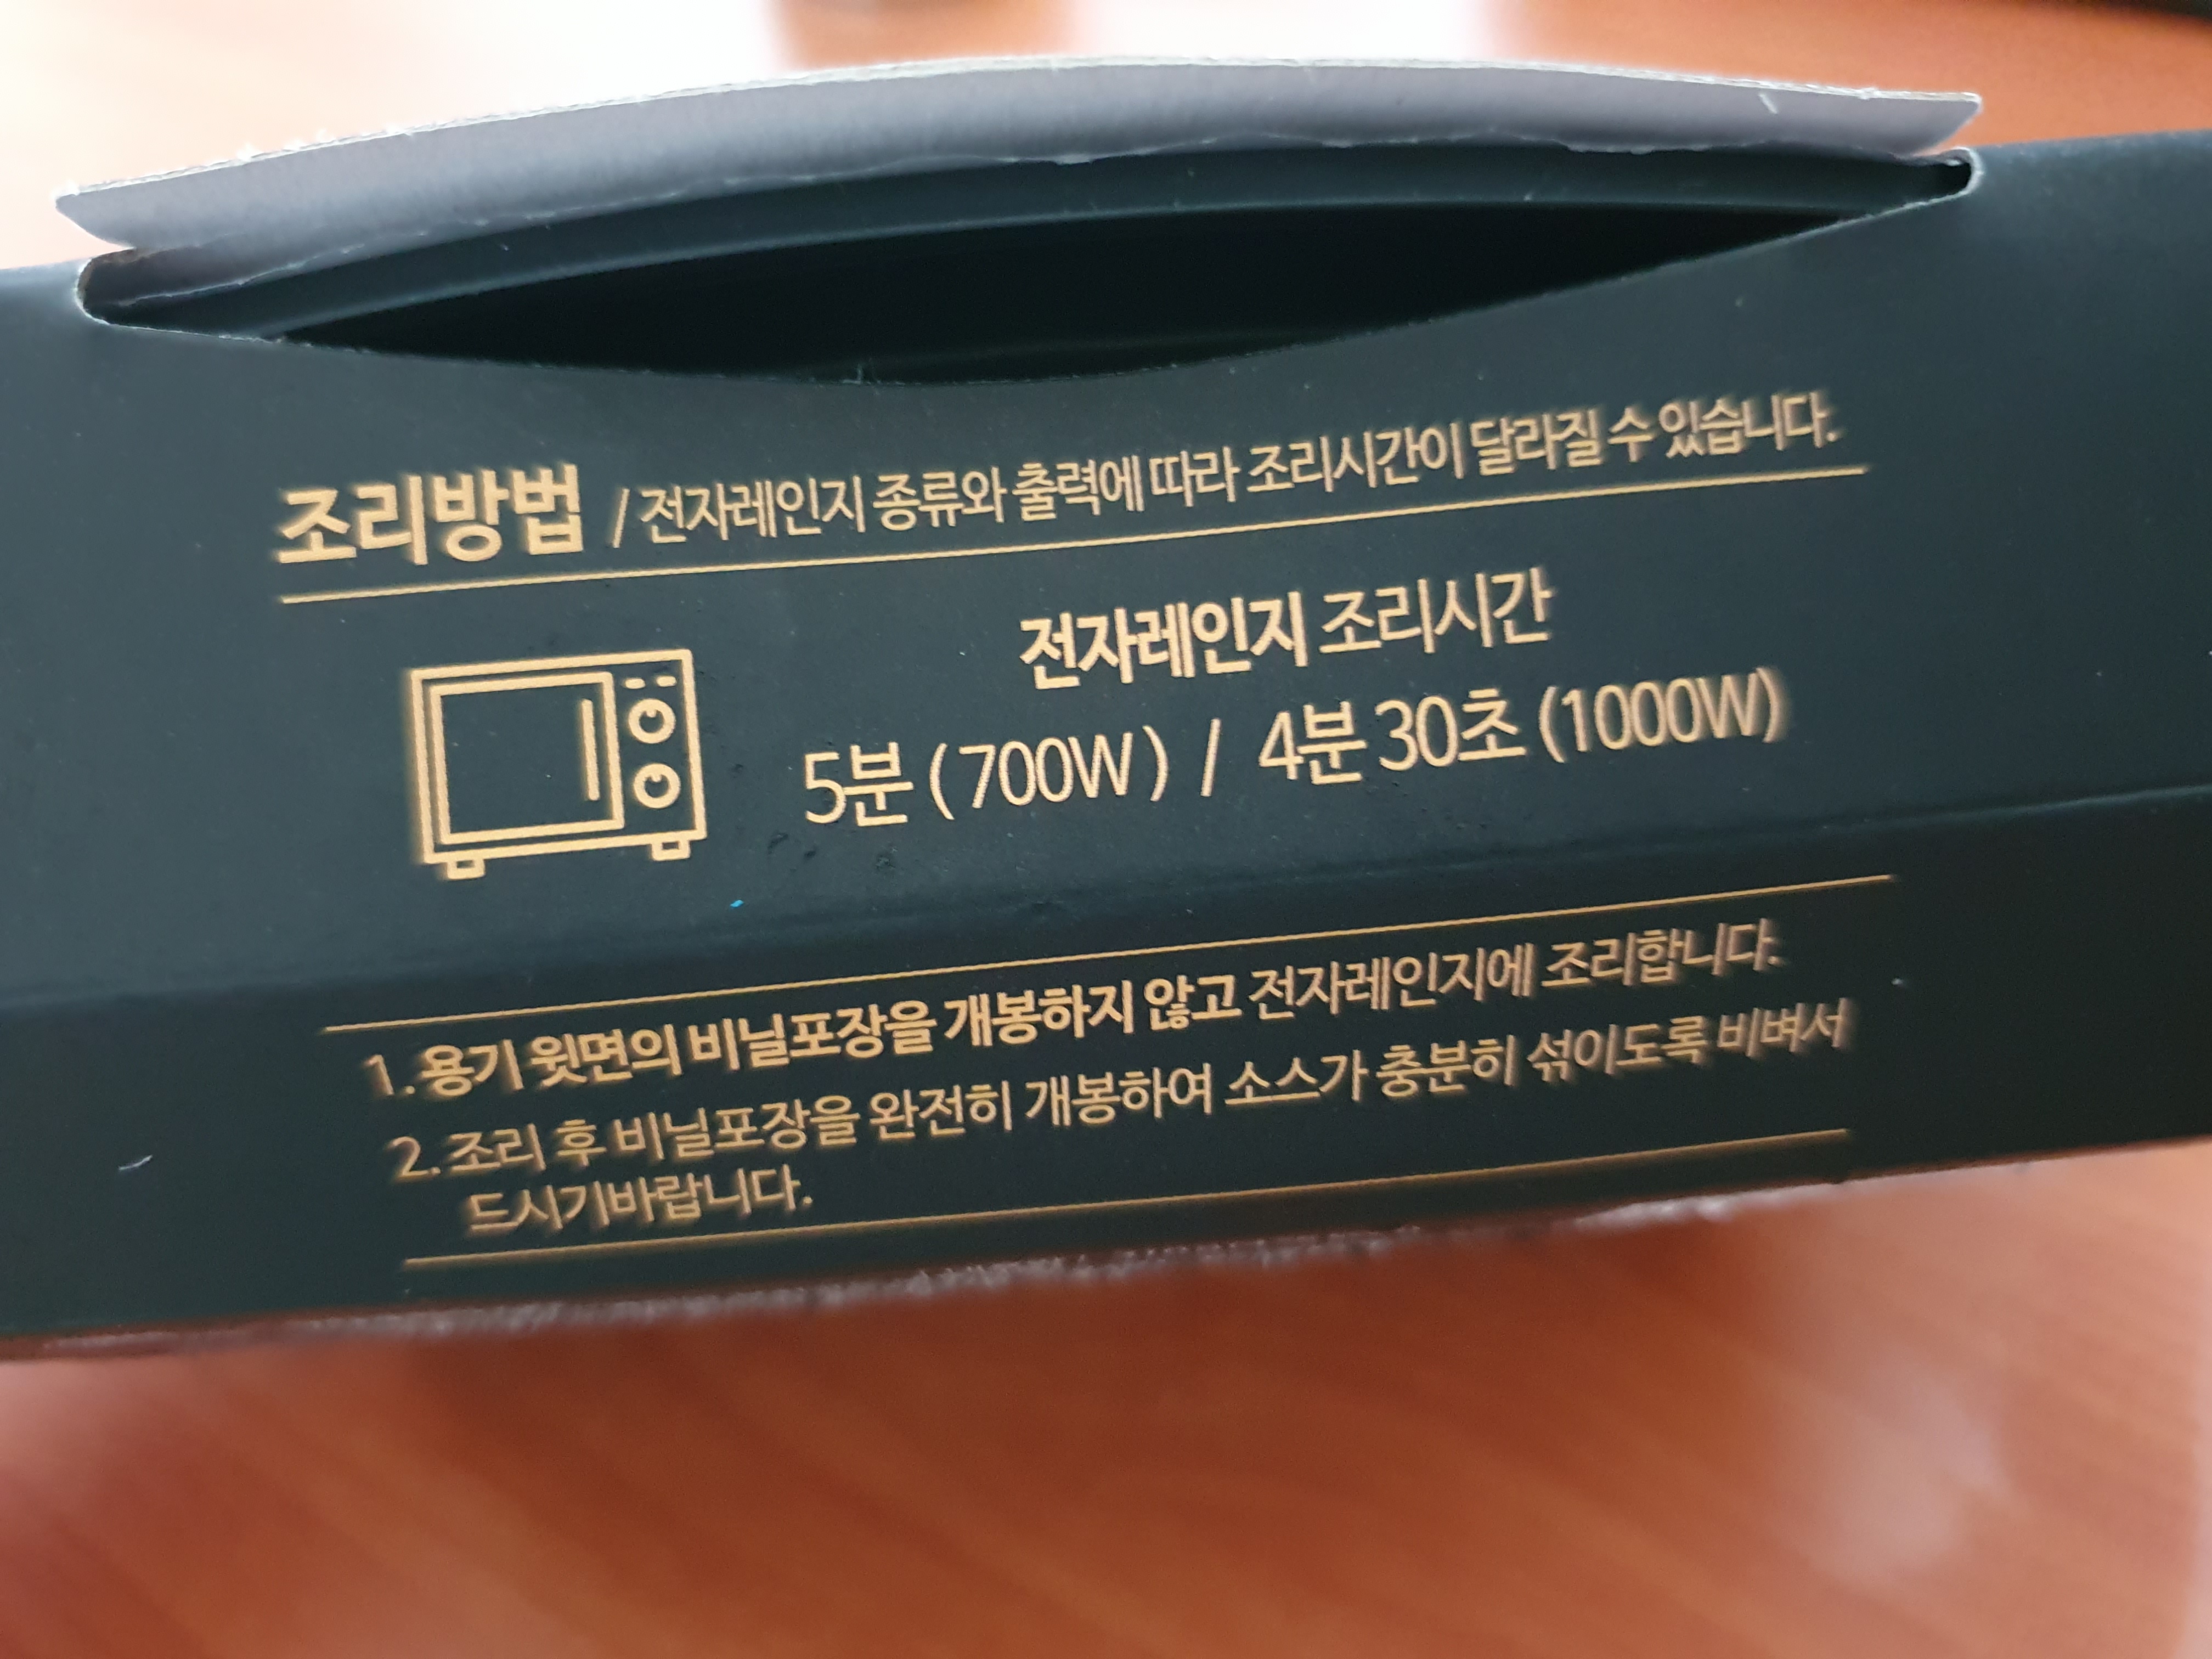 조리방법 / 전자레인지 종류와 출력에 따라 조리시간이 달라질 수 있습니다.
전자레인지 조리시간
5분 ( 700W ) / 4분 30초 (1000W)
1. 용기 윗면의 비닐포장을 개봉하지 않고 전자레인지에 조리합니다.
2. 조리 후 비닐포장을 완전히 개봉하여 소스가 충분히 섞이도록 비벼서
드시기바랍니다.